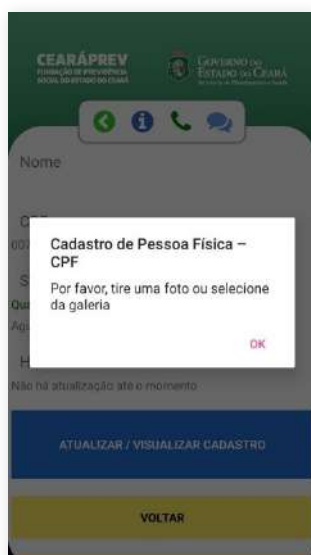 CEARÁPREV
FUNDAÇÃO DE PREVIDÊNCIA
SOCIAL DO ESTADO DO CEARÁ
GOVERNO DO
ESTADO DO CEARÁ
Nome
007
Cadastro de Pessoa Física –
CPF
Por favor, tire uma foto ou selecione
da galeria
OK
Não há atualização até o momento
ATUALIZAR / VISUALIZAR CADASTRO
VOLTAR